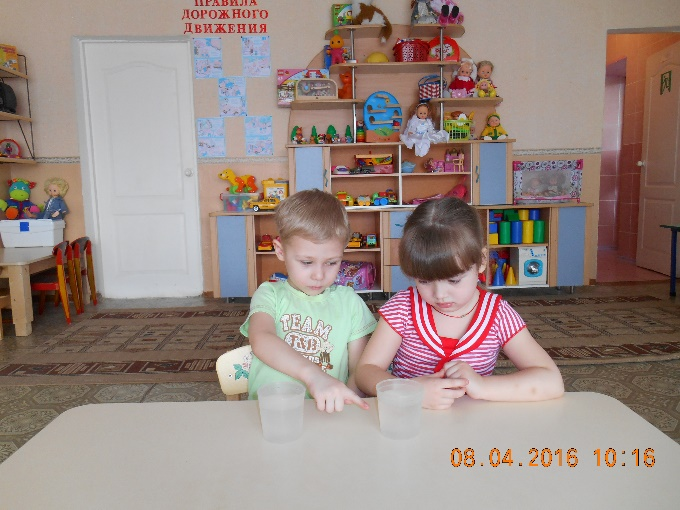 ПРАВИЛА
ДОРОЖНОГО
ДВИЖЕНИЯ
TEAM
08.04.2016 10:16